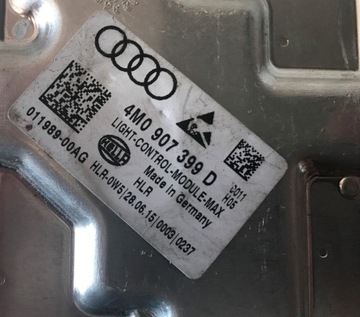 4M0 907 399 D
LIGHT-CONTROL-MODULE-MAX
HLR Made in Germany
HELLA
HLR-0W5|28.06.15|0003|0237
011989-00AG
H05